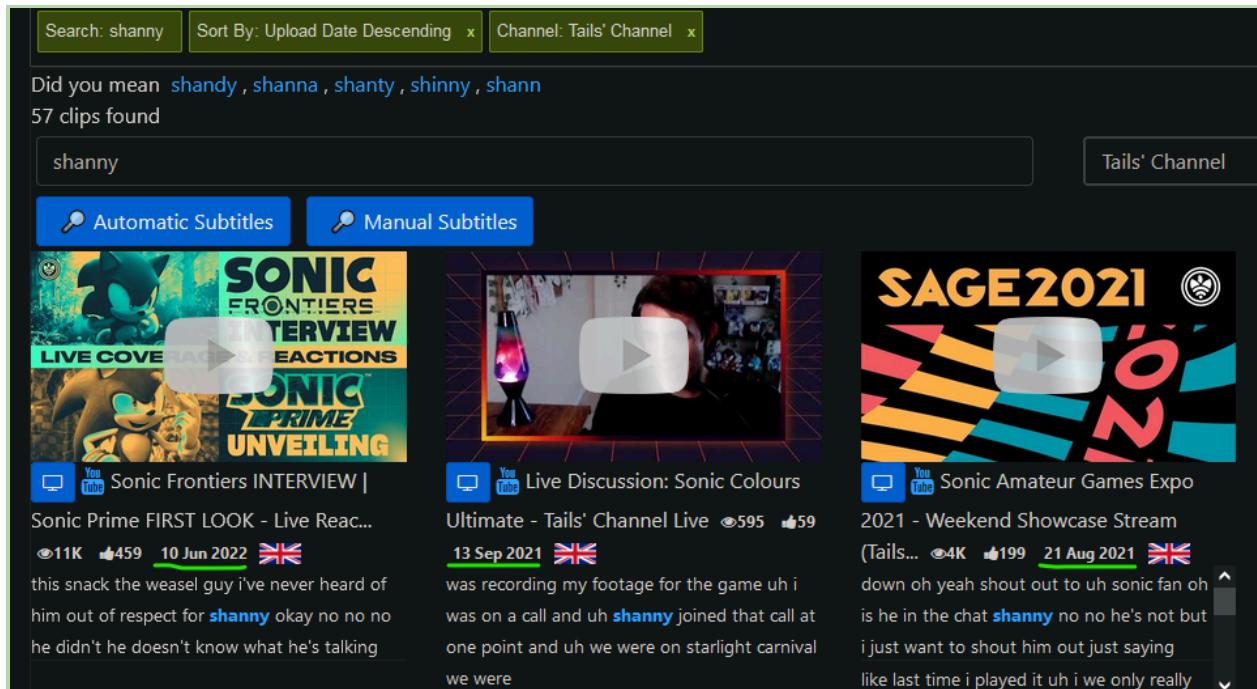 Search: shanny
Sort By: Upload Date Descending x
Channel: Tails' Channel x
Did you mean shandy , shanna , shanty , shinny , shann
57 clips found
shanny
Tails' Channel
Automatic Subtitles
Manual Subtitles
SONIC
FRONTIERS
INTERVIEW
LIVE COVERAGE & REACTIONS
SONIC
PRIME
UNVEILING
You
Tube
Sonic Frontiers INTERVIEW |
Sonic Prime FIRST LOOK - Live Reac...
11K 459 10 Jun 2022
this snack the weasel guy i've never heard of
him out of respect for shanny okay no no no
he didn't he doesn't know what he's talking
You
Tube
Live Discussion: Sonic Colours
Ultimate - Tails' Channel Live 595 59
13 Sep 2021
was recording my footage for the game uh i
was on a call and uh shanny joined that call at
one point and uh we were on starlight carnival
we were
SAGE2021
You
Tube
Sonic Amateur Games Expo
2021 - Weekend Showcase Stream
(Tails... 4K 199 21 Aug 2021
down oh yeah shout out to uh sonic fan oh
is he in the chat shanny no no he's not but
i just want to shout him out just saying
like last time i played it uh i we only really